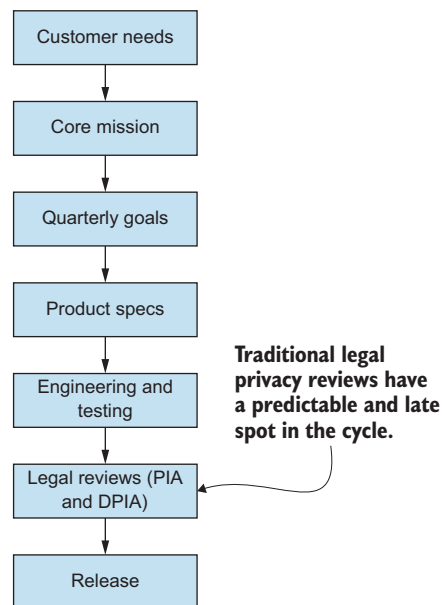 Customer needs
Core mission
Quarterly goals
Product specs
Engineering and
testing
Traditional legal
privacy reviews have
a predictable and late
spot in the cycle.
Legal reviews (PIA
and DPIA)
Release